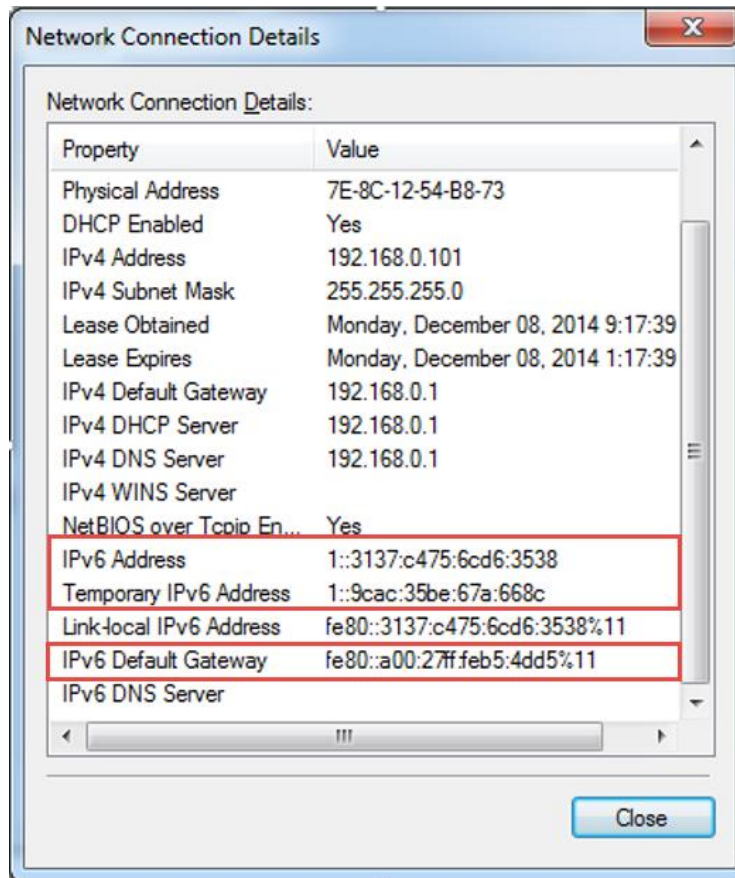 Network Connection Details
Network Connection Details:
Property Value
Physical Address 7E-8C-12-54-B8-73
DHCP Enabled Yes
IPv4 Address 192.168.0.101
IPv4 Subnet Mask 255.255.255.0
Lease Obtained Monday, December 08, 2014 9:17:39
Lease Expires Monday, December 08, 2014 1:17:39
IPv4 Default Gateway 192.168.0.1
IPv4 DHCP Server 192.168.0.1
IPv4 DNS Server 192.168.0.1
IPv4 WINS Server
NetBIOS over Tcpip En... Yes
IPv6 Address 1::3137:c475:6cd6:3538
Temporary IPv6 Address 1::9cac:35be:67a:668c
Link-local IPv6 Address fe80::3137:c475:6cd6:3538%11
IPv6 Default Gateway fe80::a00:27ff:feb5:4dd5%11
IPv6 DNS Server
Close